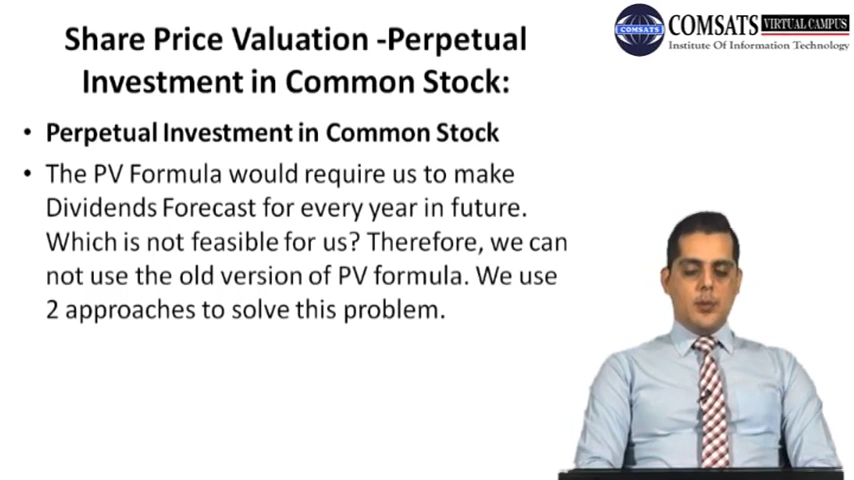 Share Price Valuation -Perpetual
Investment in Common Stock:
COMSATS
COMSATS VIRTUAL CAMPUS
Institute Of Information Technology
• Perpetual Investment in Common Stock
• The PV Formula would require us to make
Dividends Forecast for every year in future.
Which is not feasible for us? Therefore, we can
not use the old version of PV formula. We use
2 approaches to solve this problem.